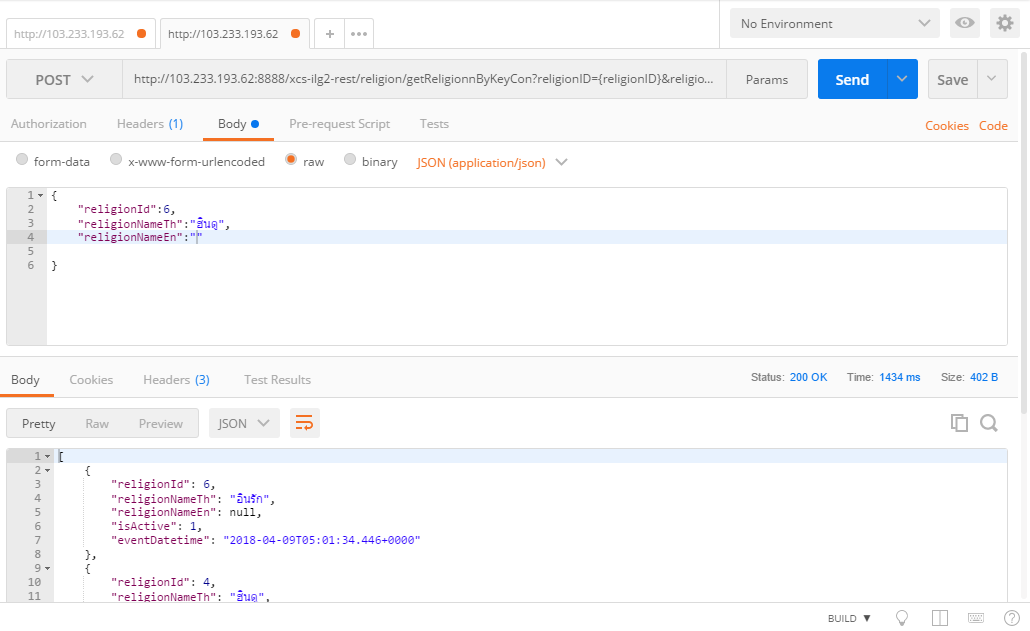 http://103.233.193.62 http://103.233.193.62 + ••• No Environment
POST http://103.233.193.62:8888/xcs-ilg2-rest/religion/getReligionnByKeyCon?religionID={religionID}&religio... Params Send Save
Authorization Headers (1) Body Pre-request Script Tests Cookies Code
form-data x-www-form-urlencoded raw binary JSON (application/json)
1 {
2 "religionId":6,
3 "religionNameTh":"ฮินดู",
4 "religionNameEn":""
5
6 }
Body Cookies Headers (3) Test Results Status: 200 OK Time: 1434 ms Size: 402 B
Pretty Raw Preview JSON
1 [
2 {
3 "religionId": 6,
4 "religionNameTh": "อินรัก",
5 "religionNameEn": null,
6 "isActive": 1,
7 "eventDatetime": "2018-04-09T05:01:34.446+0000"
8 },
9 {
10 "religionId": 4,
11 "religionNameTh": "ฮินดู",
BUILD ?